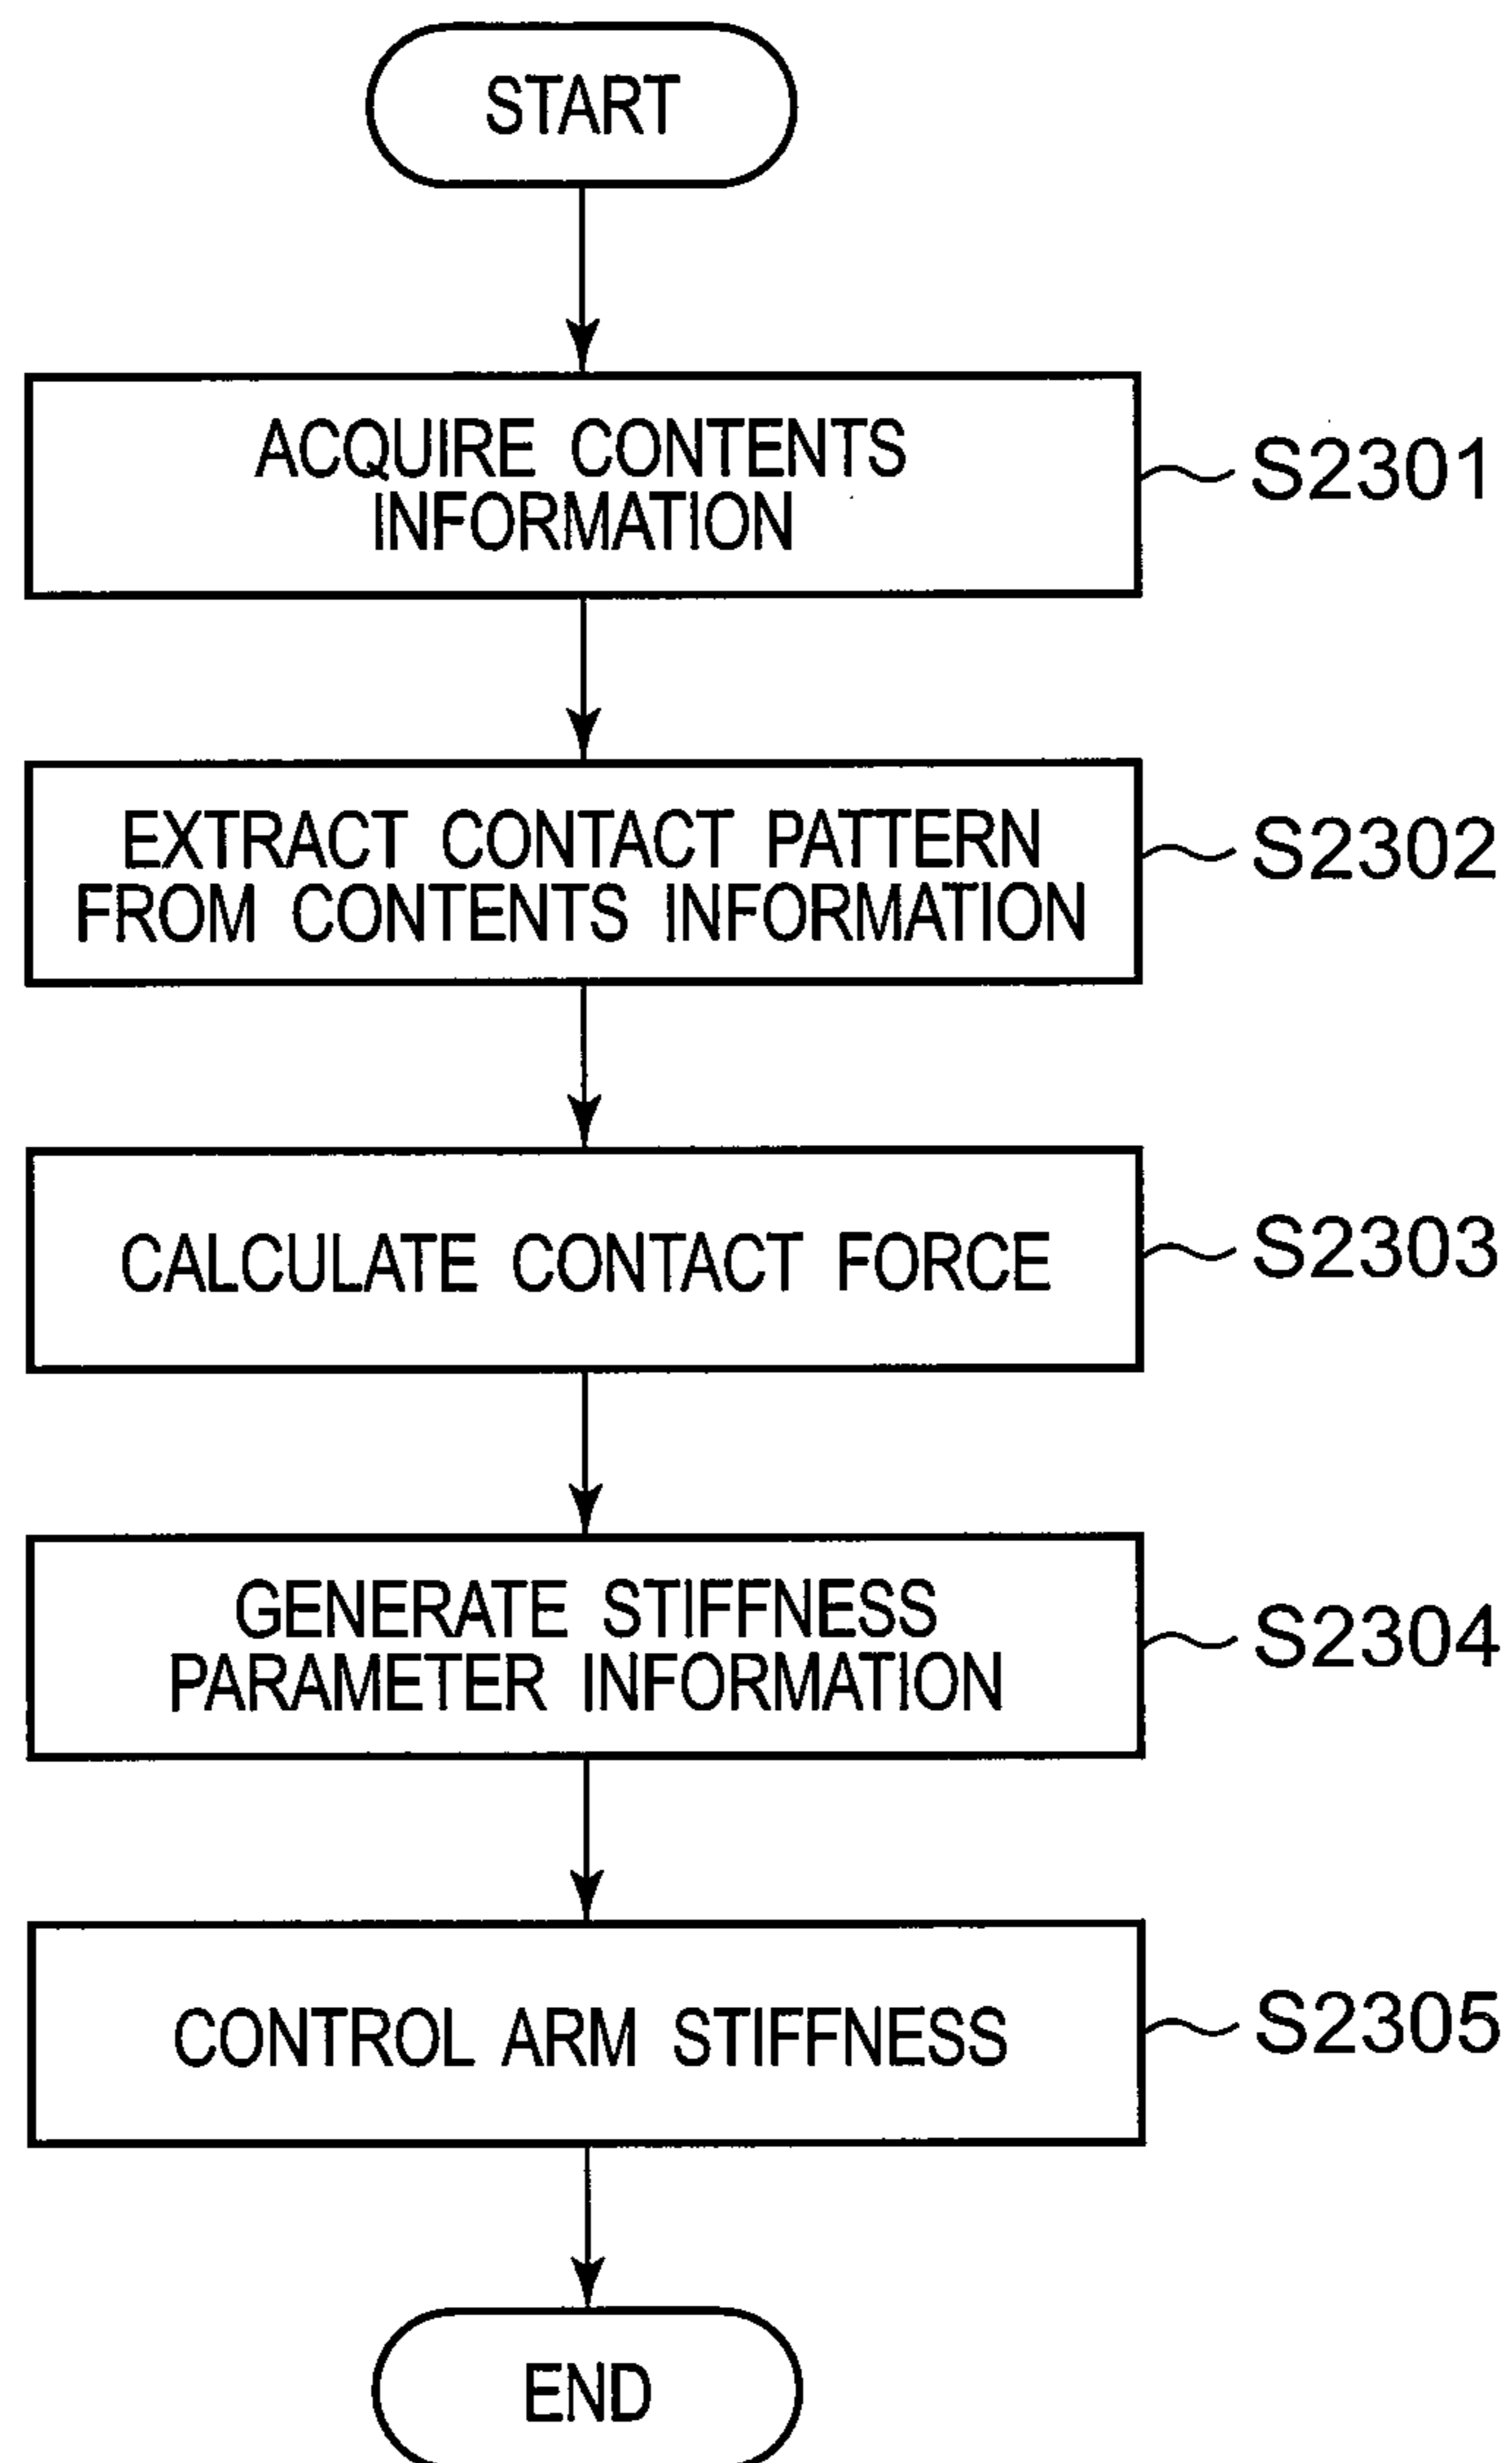 START
ACQUIRE CONTENTS
INFORMATION
S2301
EXTRACT CONTACT PATTERN
FROM CONTENTS INFORMATION
S2302
CALCULATE CONTACT FORCE
S2303
GENERATE STIFFNESS
PARAMETER INFORMATION
S2304
CONTROL ARM STIFFNESS
S2305
END